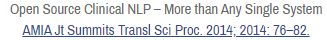 Open Source Clinical NLP – More than Any Single System
AMIA Jt Summits Transl Sci Proc. 2014; 2014: 76–82.